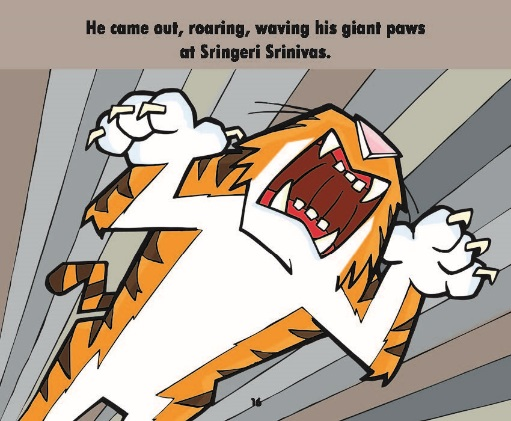 He came out, roaring, waving his giant paws
at Sringeri Srinivas.
16